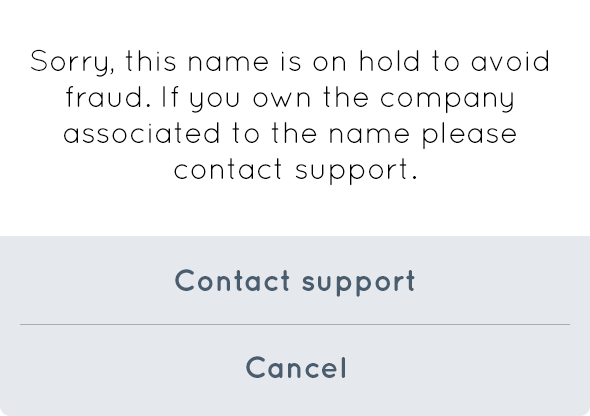 Sorry, this name is on hold to avoid
fraud. If you own the company
associated to the name please
contact support.
Contact support
Cancel